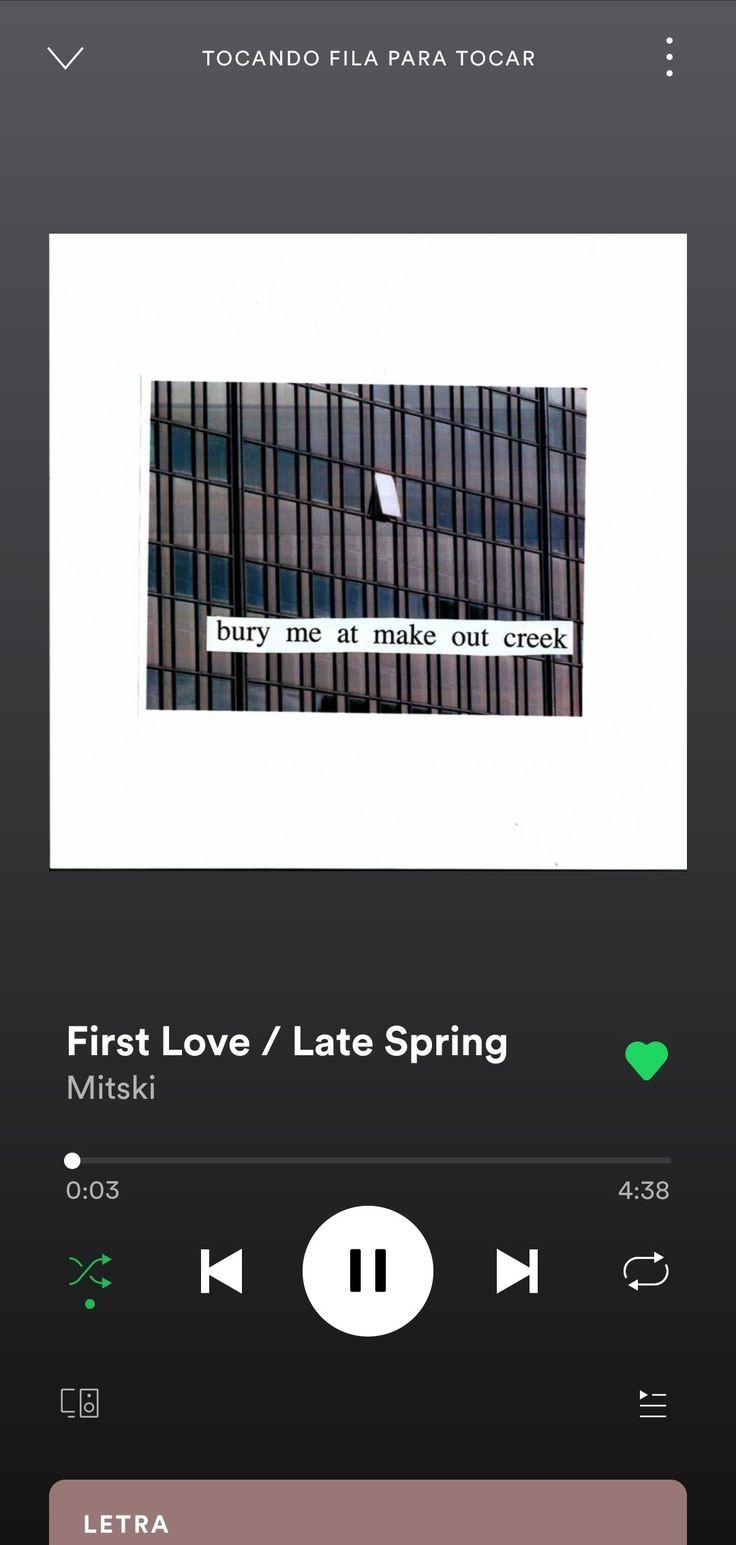 TOCANDO FILA PARA TOCAR
bury me at make out creek
First Love / Late Spring
Mitski
0:03
4:38
LETRA